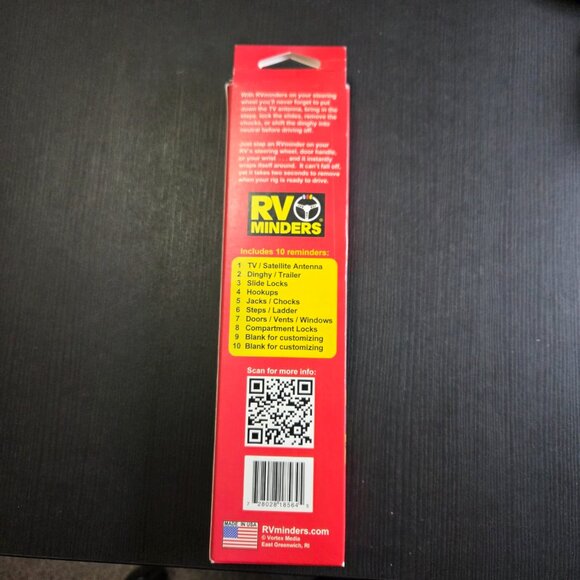 With RVminders on your steering
wheel you'll never forget to put
down the TV antenna, bring in the
steps, lock the slides, remove the
chocks, or shift the dinghy into
neutral before driving off.
Just slap an RVminder on your
RV's steering wheel, door handle,
or your wrist . . . and it instantly
wraps itself around. It can't fall off,
yet it takes two seconds to remove
when your rig is ready to drive.
RV
MINDERS
Includes 10 reminders:
1 TV / Satellite Antenna
2 Dinghy / Trailer
3 Slide Locks
4 Hookups
5 Jacks / Chocks
6 Steps / Ladder
7 Doors / Vents / Windows
8 Compartment Locks
9 Blank for customizing
10 Blank for customizing
Scan for more info:
7 28028 18564 5
MADE IN USA
RVminders.com
© Vortex Media
East Greenwich, RI